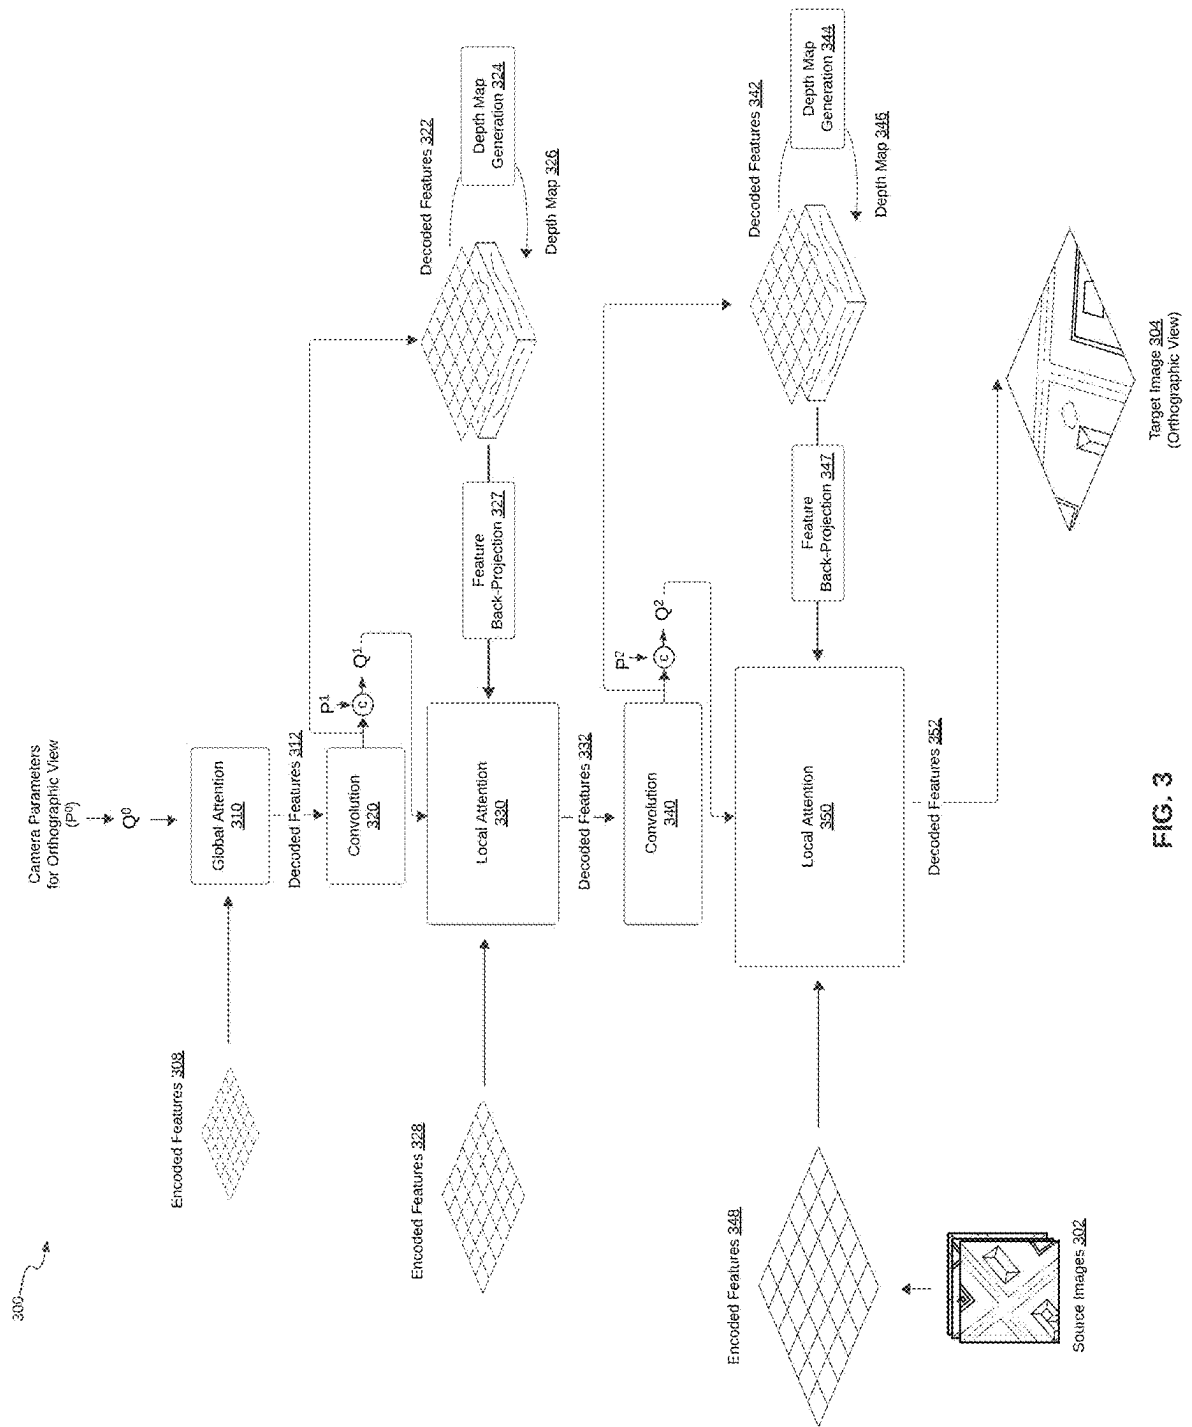 300
Camera Parameters
for Orthographic View
(P⁰)
Q⁰
Encoded Features 308
Global Attention
310
Decoded Features 312
Convolution
320
P¹
c
Q¹
Decoded Features 322
Depth Map
Generation 324
Depth Map 326
Feature
Back-Projection 327
Encoded Features 328
Local Attention
330
Decoded Features 332
Convolution
340
P²
c
Q²
Decoded Features 342
Depth Map
Generation 344
Depth Map 346
Feature
Back-Projection 347
Encoded Features 348
Local Attention
350
Decoded Features 352
Source Images 302
Target Image 304
(Orthographic View)
FIG. 3